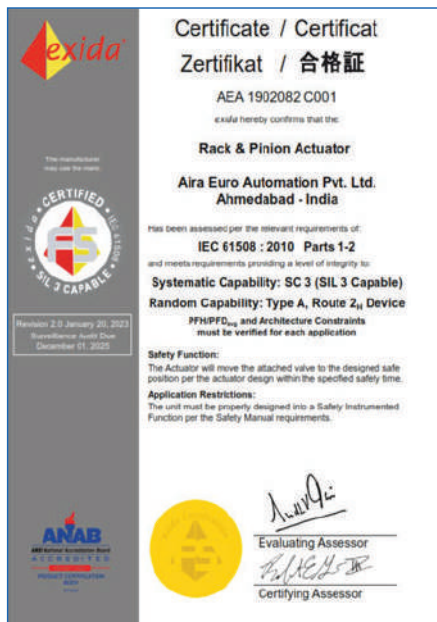 exida
Certificate / Certificat
Zertifikat / 合格証
AEA 1902082 C001
exida hereby confirms that the:
Rack & Pinion Actuator
Aira Euro Automation Pvt. Ltd.
Ahmedabad - India
Has been assessed per the relevant requirements of:
IEC 61508 : 2010 Parts 1-2
and meets requirements providing a level of integrity to:
Systematic Capability: SC 3 (SIL 3 Capable)
Random Capability: Type A, Route 2H Device
PFH/PFDavg and Architecture Constraints
must be verified for each application
Safety Function:
The Actuator will move the attached valve to the designed safe
position per the actuator design within the specified safety time.
Application Restrictions:
The unit must be properly designed into a Safety Instrumented
Function per the Safety Manual requirements.
The manufacturer
may use the mark:
exida CERTIFIED IEC 61508
FS
SIL 3 CAPABLE
Revision 2.0 January 20, 2023
Surveillance Audit Due
December 01, 2025
ANAB
ANSI National Accreditation Board
ACCREDITED
PRODUCT CERTIFICATION
BODY
Evaluating Assessor
Certifying Assessor